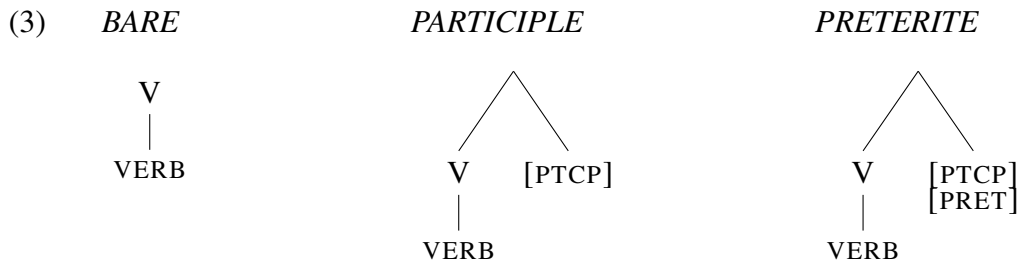 (3) BARE PARTICIPLE PRETERITE
V
VERB
V [PTCP]
VERB
V [PTCP]
[PRET]
VERB